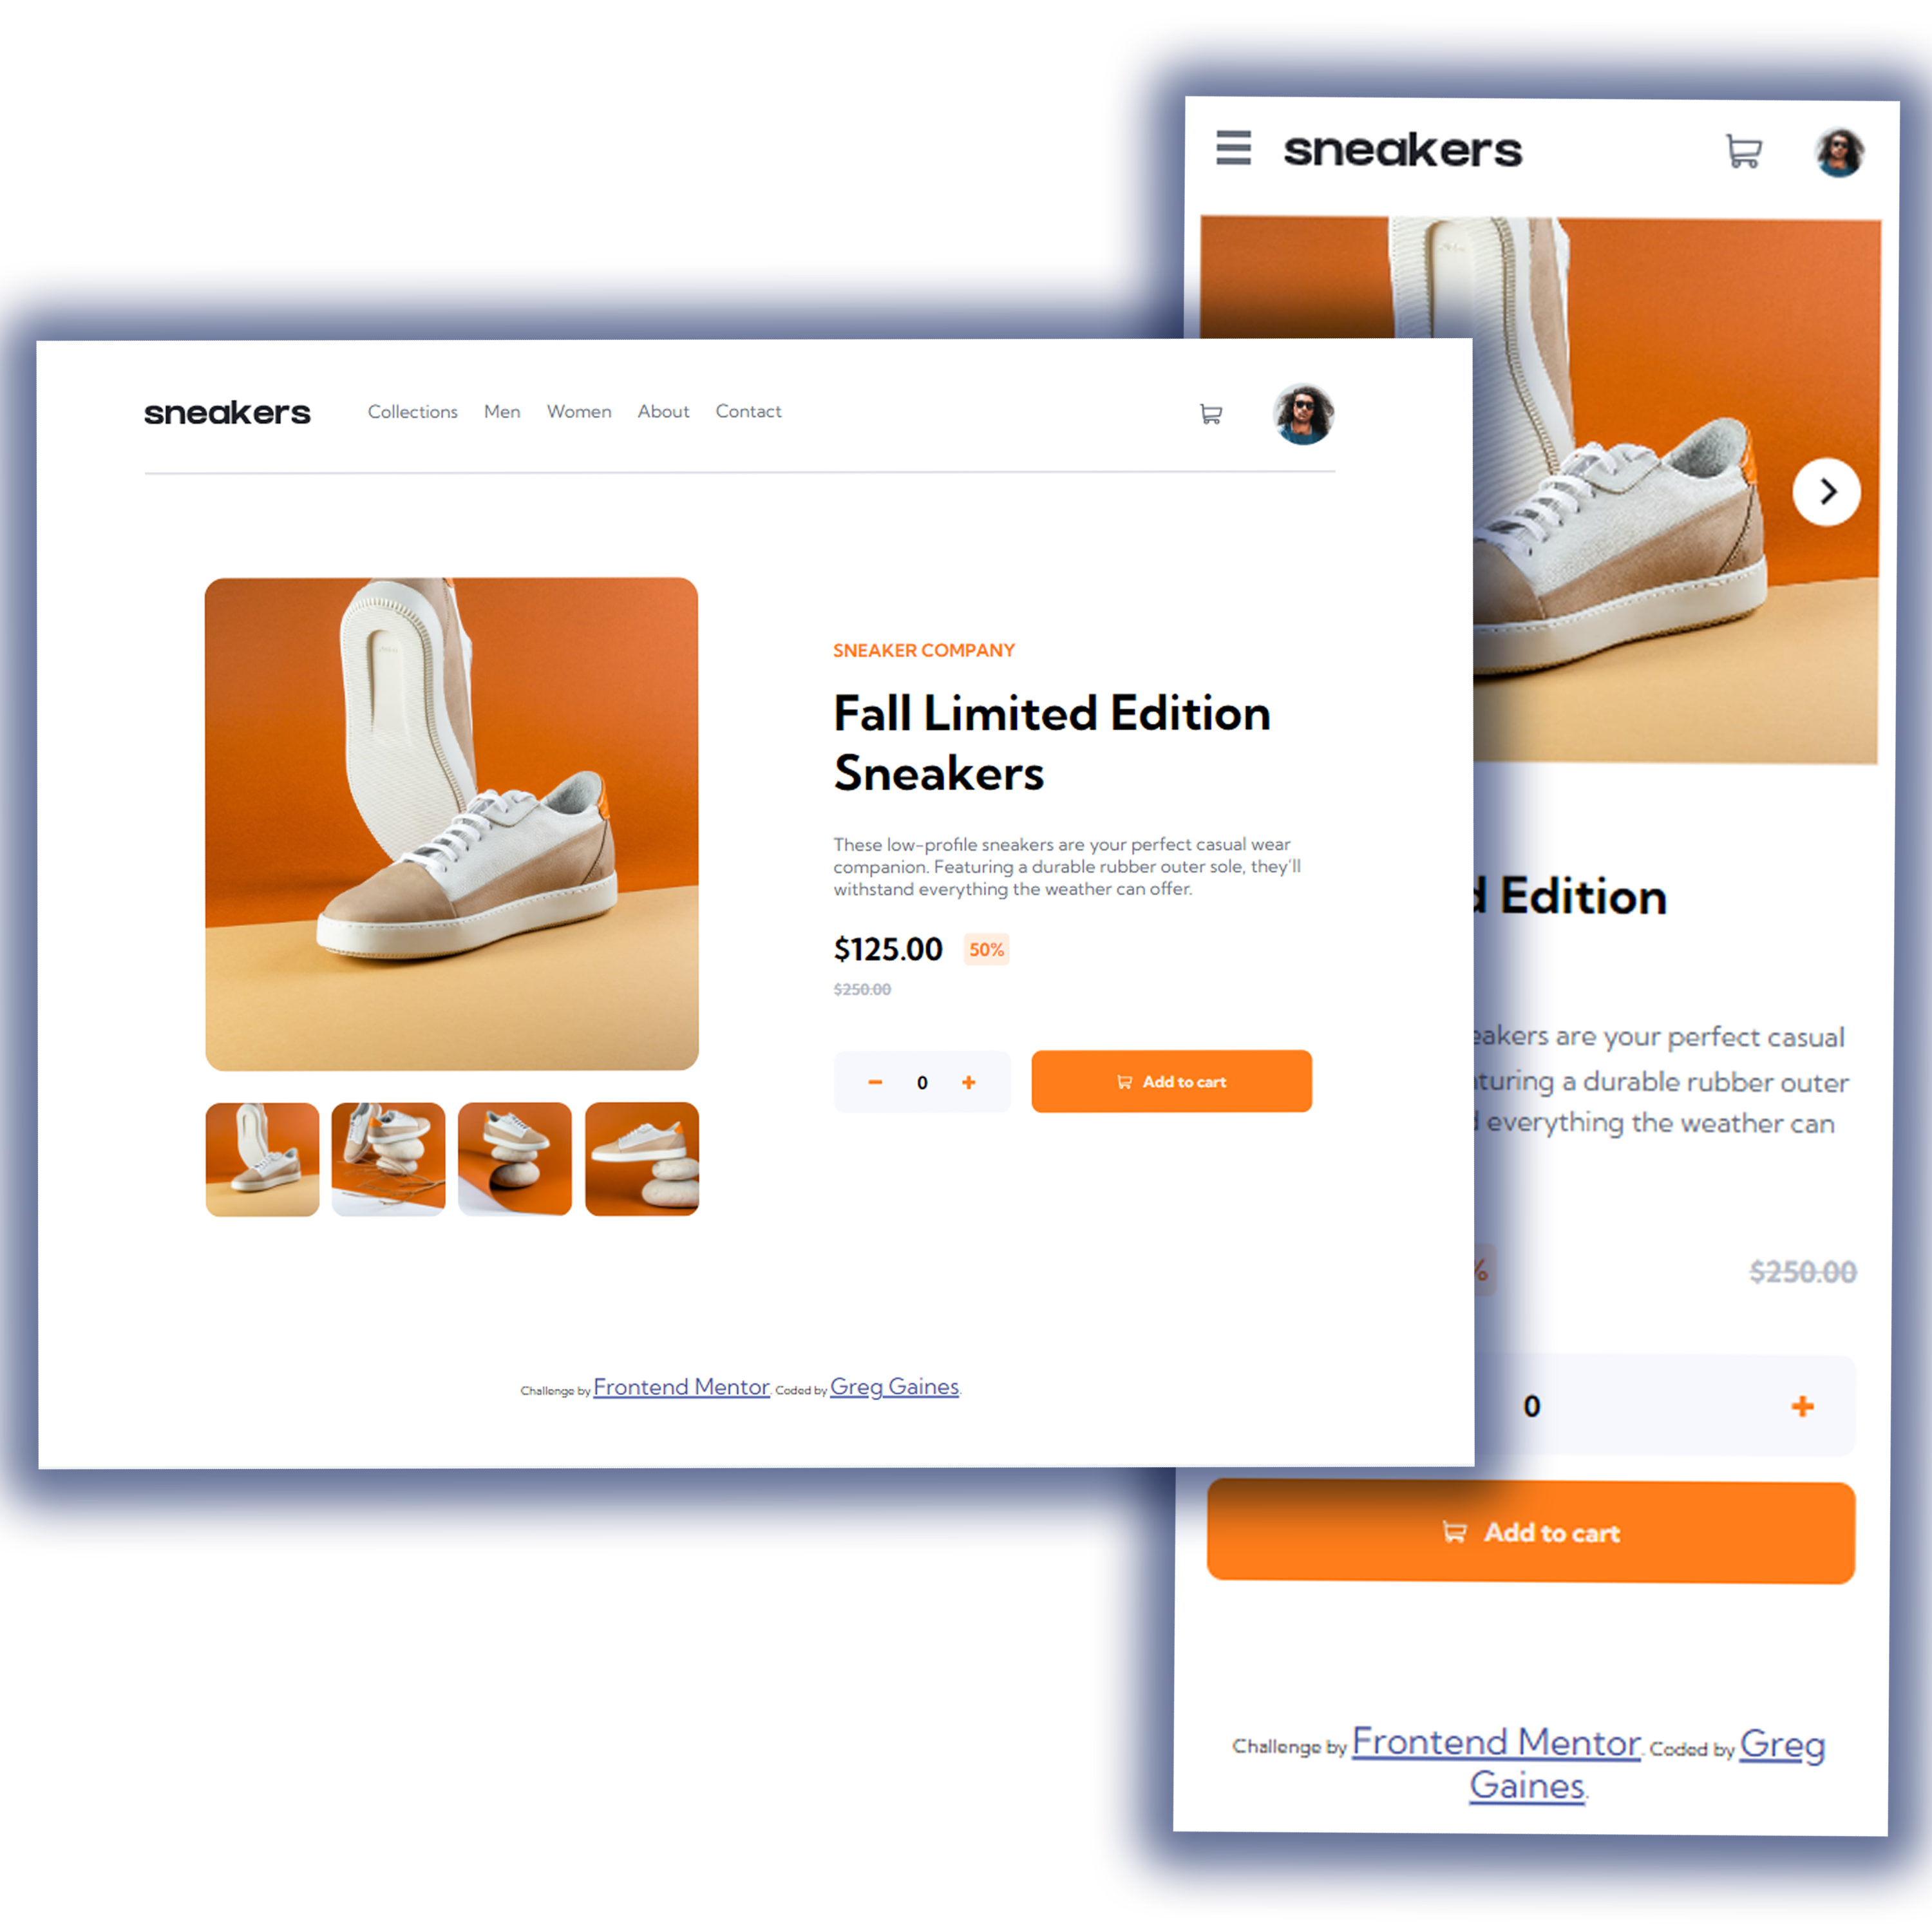 sneakers
Collections Men Women About Contact
SNEAKER COMPANY
Fall Limited Edition
Sneakers
These low-profile sneakers are your perfect casual wear
companion. Featuring a durable rubber outer sole, they'll
withstand everything the weather can offer.
$125.00 50%
$250.00
0
Add to cart
Challenge by Frontend Mentor. Coded by Greg Gaines.
sneakers
Edition
are your perfect casual
a durable rubber outer
everything the weather can
% $250.00
0
Add to cart
Challenge by Frontend Mentor. Coded by Greg
Gaines.